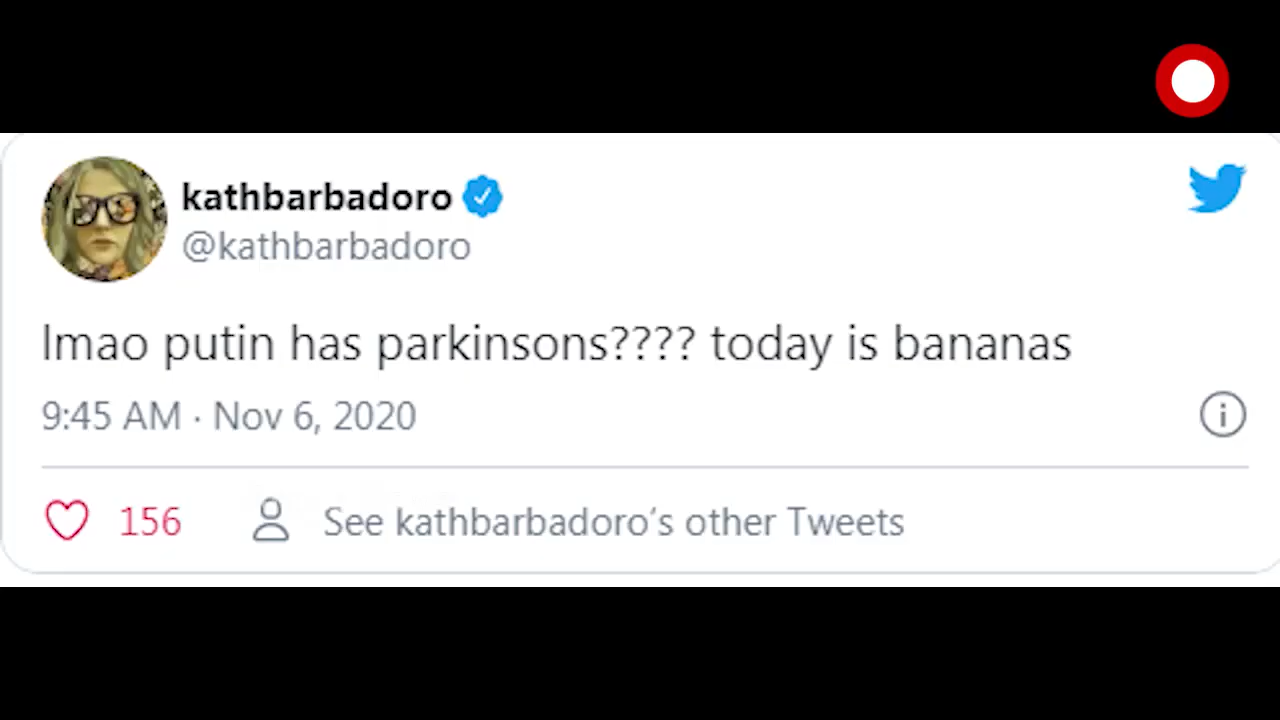 kathbarbadoro
@kathbarbadoro
lmao putin has parkinsons???? today is bananas
9:45 AM · Nov 6, 2020
156 See kathbarbadoro's other Tweets